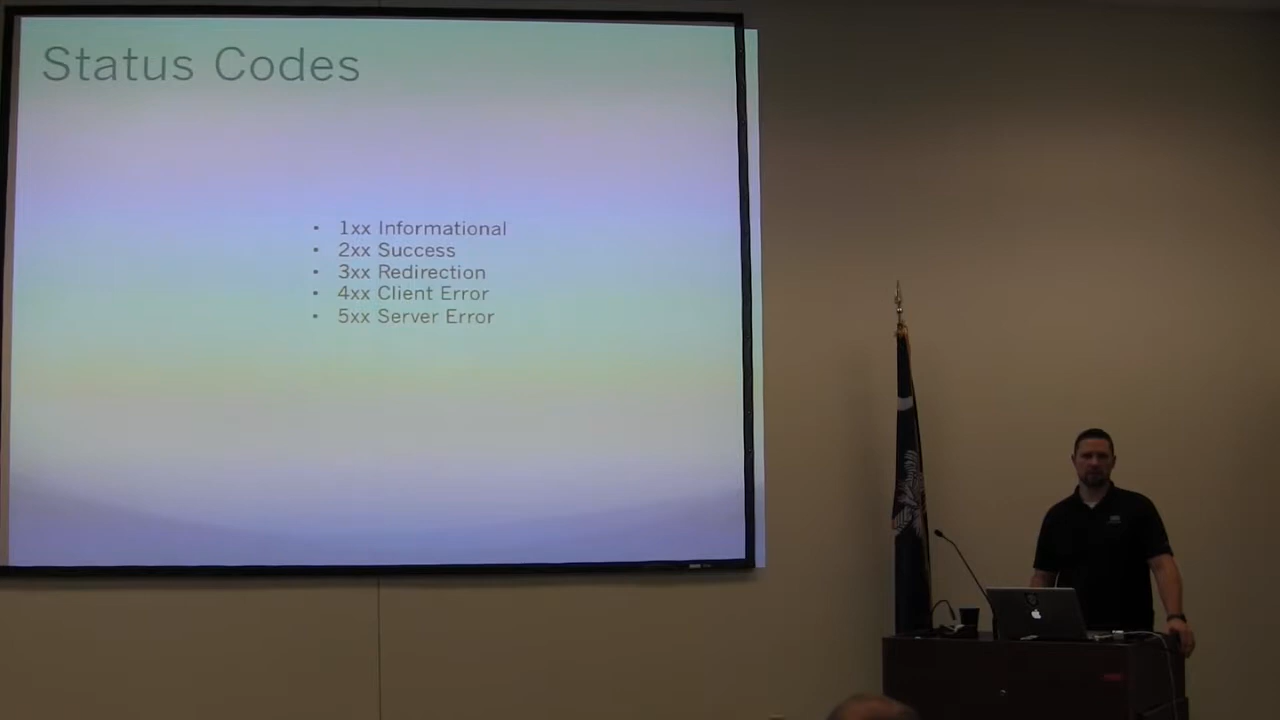 Status Codes
• 1xx Informational
• 2xx Success
• 3xx Redirection
• 4xx Client Error
• 5xx Server Error